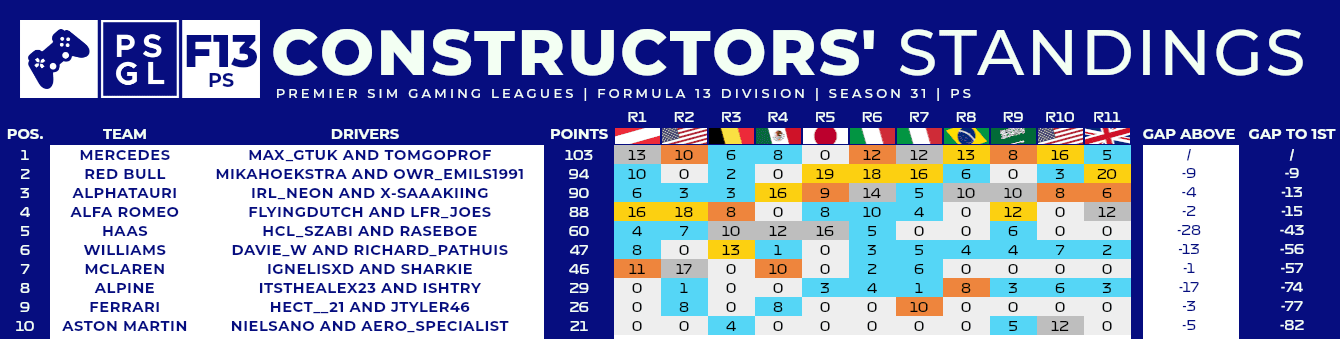 PS
GL
F13
PS
CONSTRUCTORS' STANDINGS
PREMIER SIM GAMING LEAGUES | FORMULA 13 DIVISION | SEASON 31 | PS
R1 R2 R3 R4 R5 R6 R7 R8 R9 R10 R11
POS. TEAM DRIVERS POINTS GAP ABOVE GAP TO 1ST
1 MERCEDES MAX_GTUK AND TOMGOPROF 103 13 10 6 8 0 12 12 13 8 16 5 / /
2 RED BULL MIKAHOEKSTRA AND OWR_EMILS1991 94 10 0 2 0 19 18 16 6 0 3 20 -9 -9
3 ALPHATAURI IRL_NEON AND X-SAAAKIING 90 6 3 3 16 9 14 5 10 10 8 6 -4 -13
4 ALFA ROMEO FLYINGDUTCH AND LFR_JOES 88 16 18 8 0 8 10 4 0 12 0 12 -2 -15
5 HAAS HCL_SZABI AND RASEBOE 60 4 7 10 12 16 5 0 0 6 0 0 -28 -43
6 WILLIAMS DAVIE_W AND RICHARD_PATHUIS 47 8 0 13 1 0 3 5 4 4 7 2 -13 -56
7 MCLAREN IGNELISXD AND SHARKIE 46 11 17 0 10 0 2 6 0 0 0 0 -1 -57
8 ALPINE ITSTHEALEX23 AND ISHTRY 29 0 1 0 0 3 4 1 8 3 6 3 -17 -74
9 FERRARI HECT__21 AND JTYLER46 26 0 8 0 8 0 0 10 0 0 0 0 -3 -77
10 ASTON MARTIN NIELSANO AND AERO_SPECIALIST 21 0 0 4 0 0 0 0 0 5 12 0 -5 -82